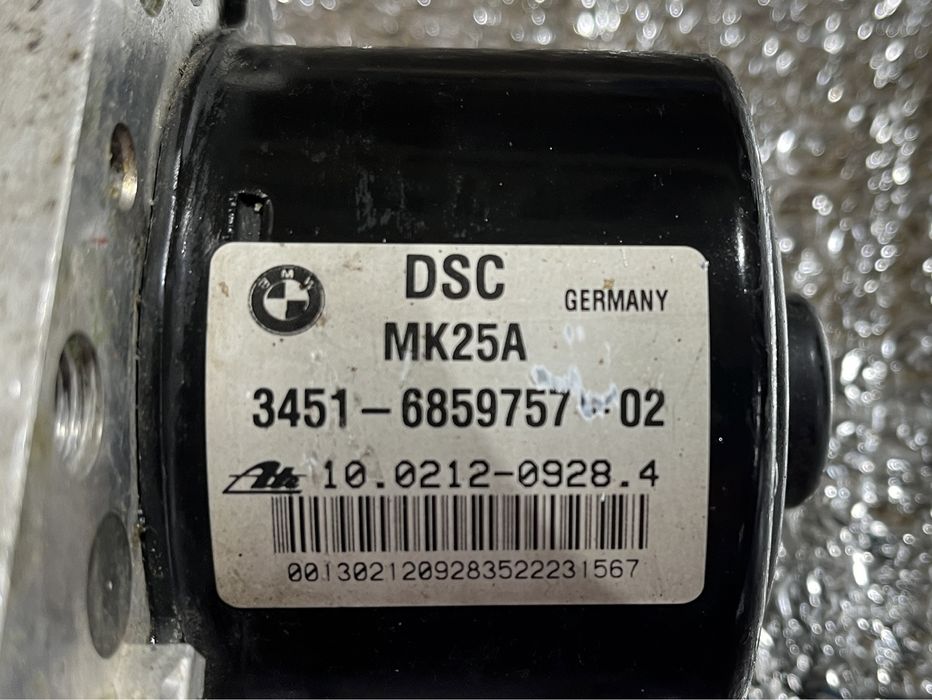 BMW
DSC
GERMANY
MK25A
3451-6859757-02
Ate 10.0212-0928.4
0013021209283522231567